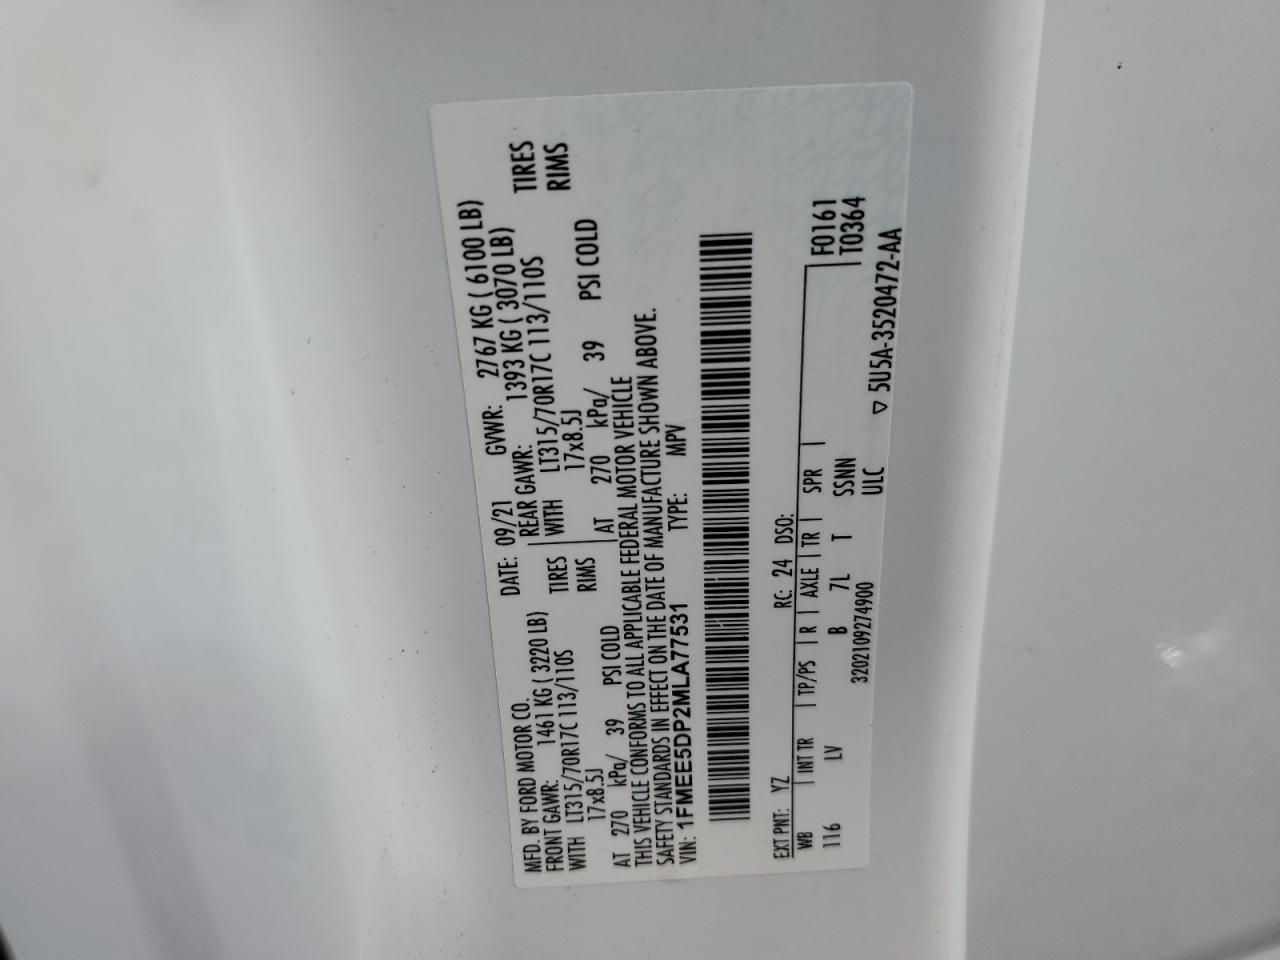 MFD. BY FORD MOTOR CO.
DATE: 09/21 GVWR: 2767 KG ( 6100 LB)
FRONT GAWR: 1461 KG ( 3220 LB) REAR GAWR: 1393 KG ( 3070 LB)
WITH LT315/70R17C 113/110S TIRES WITH LT315/70R17C 113/110S TIRES
17x8.5J RIMS 17x8.5J RIMS
AT 270 kPa/ 39 PSI COLD AT 270 kPa/ 39 PSI COLD
THIS VEHICLE CONFORMS TO ALL APPLICABLE FEDERAL MOTOR VEHICLE
SAFETY STANDARDS IN EFFECT ON THE DATE OF MANUFACTURE SHOWN ABOVE.
VIN: 1FMEE5DP2MLA77531 TYPE: MPV
EXT PNT: YZ RC: 24 DSO:
WB INT TR TP/PS R AXLE TR SPR F0161
116 LV B 7L T SSNN T0364
3202109274900 ULC
▽ 5U5A-3520472-AA